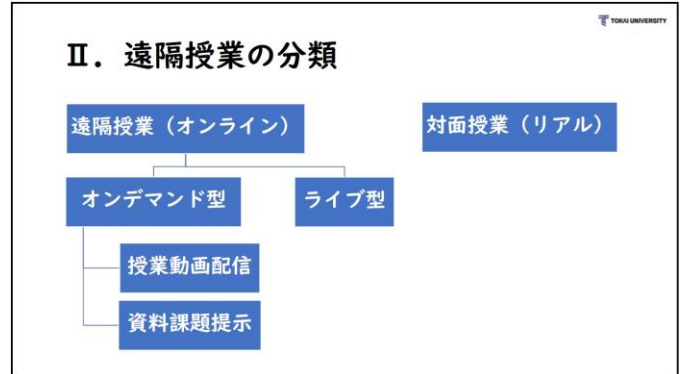 TOKAI UNIVERSITY
Ⅱ．遠隔授業の分類
遠隔授業（オンライン）
対面授業（リアル）
オンデマンド型
ライブ型
授業動画配信
資料課題提示